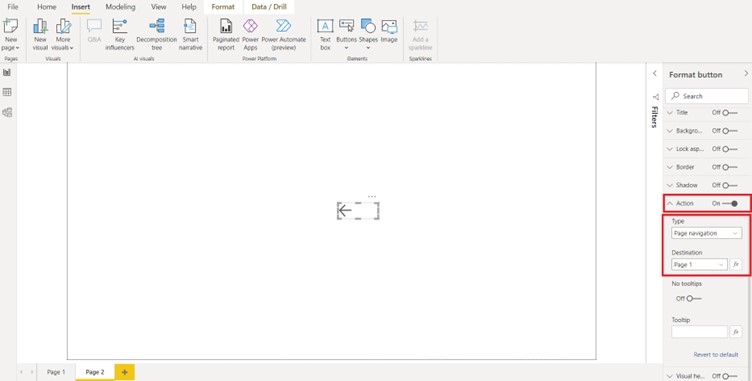 File Home Insert Modeling View Help Format Data / Drill
New page
New visual
More visuals
Q&A
Key influencers
Decomposition tree
Smart narrative
Paginated report
Power Apps
Power Automate (preview)
Text box
Buttons
Shapes
Image
Add a sparkline
Pages Visuals AI visuals Power Platform Elements Sparklines
Filters
Format button
Search
Title Off
Backgro... Off
Lock asp... Off
Border Off
Shadow Off
Action On
Type
Page navigation
Destination
Page 1 fx
No tooltips
Off
Tooltip
fx
Revert to default
Visual he... Off
Page 1 Page 2 +